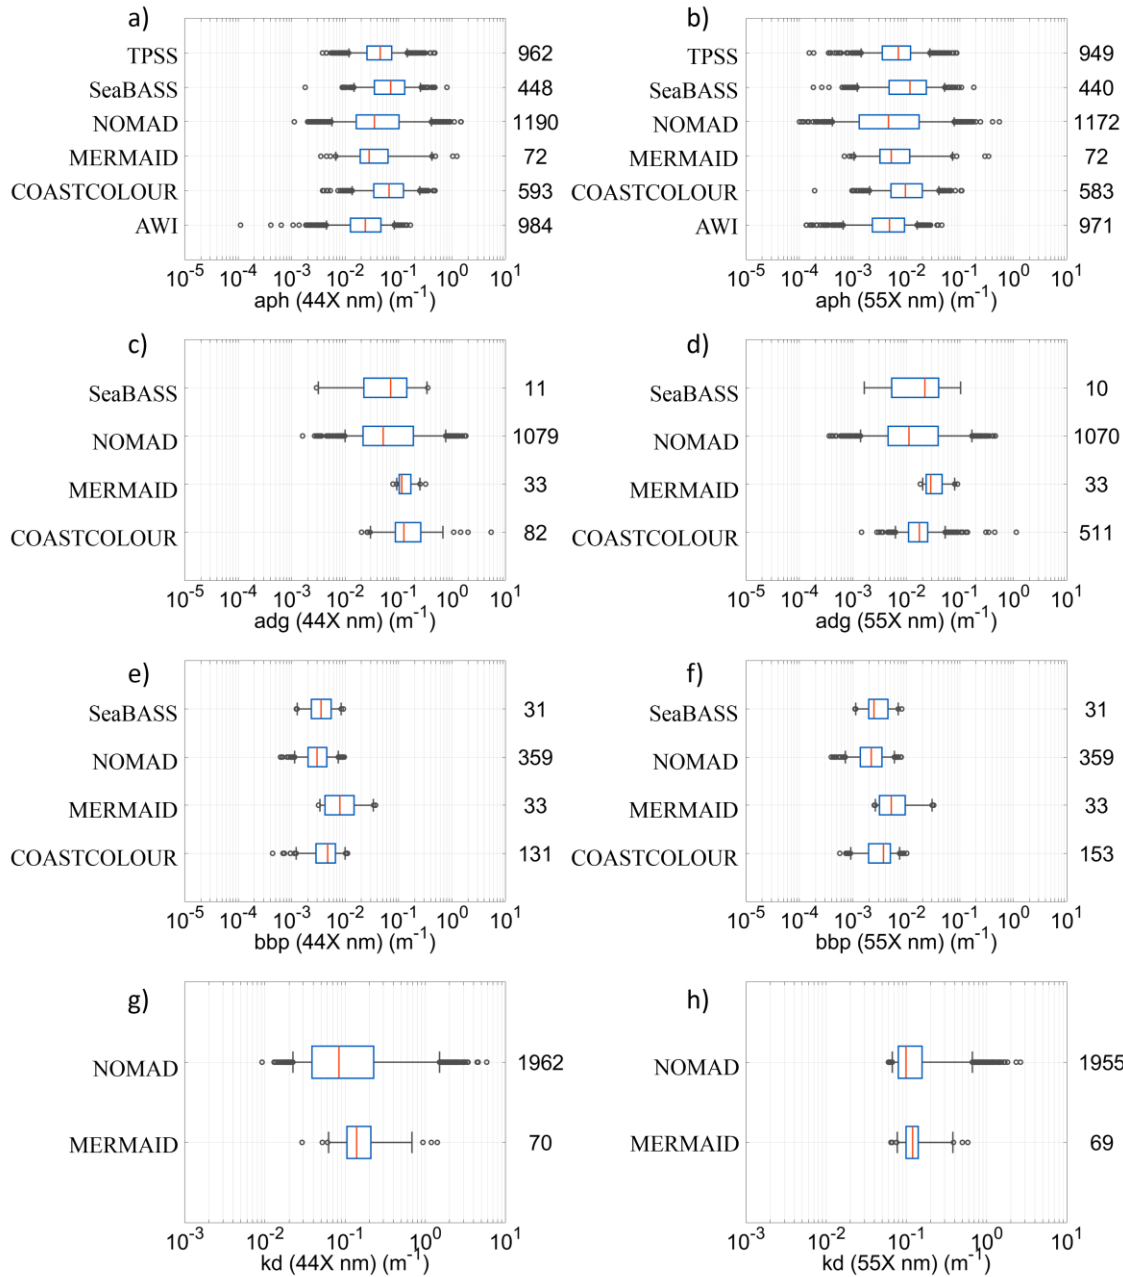 a)
TPSS 962
SeaBASS 448
NOMAD 1190
MERMAID 72
COASTCOLOUR 593
AWI 984
10^-5 10^-4 10^-3 10^-2 10^-1 10^0 10^1
aph (44X nm) (m^-1)
b)
TPSS 949
SeaBASS 440
NOMAD 1172
MERMAID 72
COASTCOLOUR 583
AWI 971
10^-5 10^-4 10^-3 10^-2 10^-1 10^0 10^1
aph (55X nm) (m^-1)
c)
SeaBASS 11
NOMAD 1079
MERMAID 33
COASTCOLOUR 82
10^-5 10^-4 10^-3 10^-2 10^-1 10^0 10^1
adg (44X nm) (m^-1)
d)
SeaBASS 10
NOMAD 1070
MERMAID 33
COASTCOLOUR 511
10^-5 10^-4 10^-3 10^-2 10^-1 10^0 10^1
adg (55X nm) (m^-1)
e)
SeaBASS 31
NOMAD 359
MERMAID 33
COASTCOLOUR 131
10^-5 10^-4 10^-3 10^-2 10^-1 10^0 10^1
bbp (44X nm) (m^-1)
f)
SeaBASS 31
NOMAD 359
MERMAID 33
COASTCOLOUR 153
10^-5 10^-4 10^-3 10^-2 10^-1 10^0 10^1
bbp (55X nm) (m^-1)
g)
NOMAD 1962
MERMAID 70
10^-3 10^-2 10^-1 10^0 10^1
kd (44X nm) (m^-1)
h)
NOMAD 1955
MERMAID 69
10^-3 10^-2 10^-1 10^0 10^1
kd (55X nm) (m^-1)